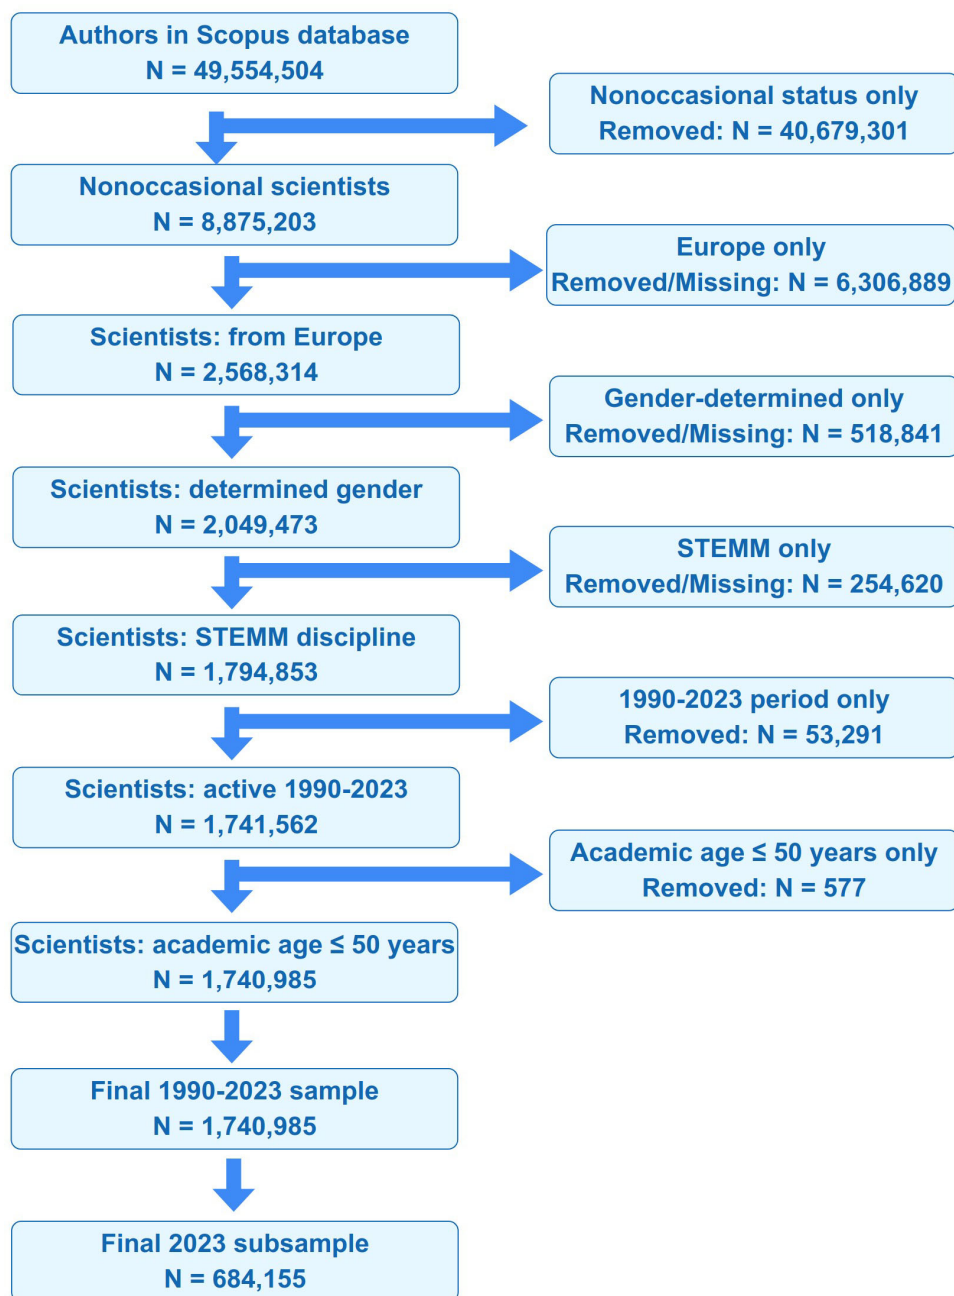 Authors in Scopus database
N = 49,554,504
Nonoccasional status only
Removed: N = 40,679,301
Nonoccasional scientists
N = 8,875,203
Europe only
Removed/Missing: N = 6,306,889
Scientists: from Europe
N = 2,568,314
Gender-determined only
Removed/Missing: N = 518,841
Scientists: determined gender
N = 2,049,473
STEMM only
Removed/Missing: N = 254,620
Scientists: STEMM discipline
N = 1,794,853
1990-2023 period only
Removed: N = 53,291
Scientists: active 1990-2023
N = 1,741,562
Academic age ≤ 50 years only
Removed: N = 577
Scientists: academic age ≤ 50 years
N = 1,740,985
Final 1990-2023 sample
N = 1,740,985
Final 2023 subsample
N = 684,155